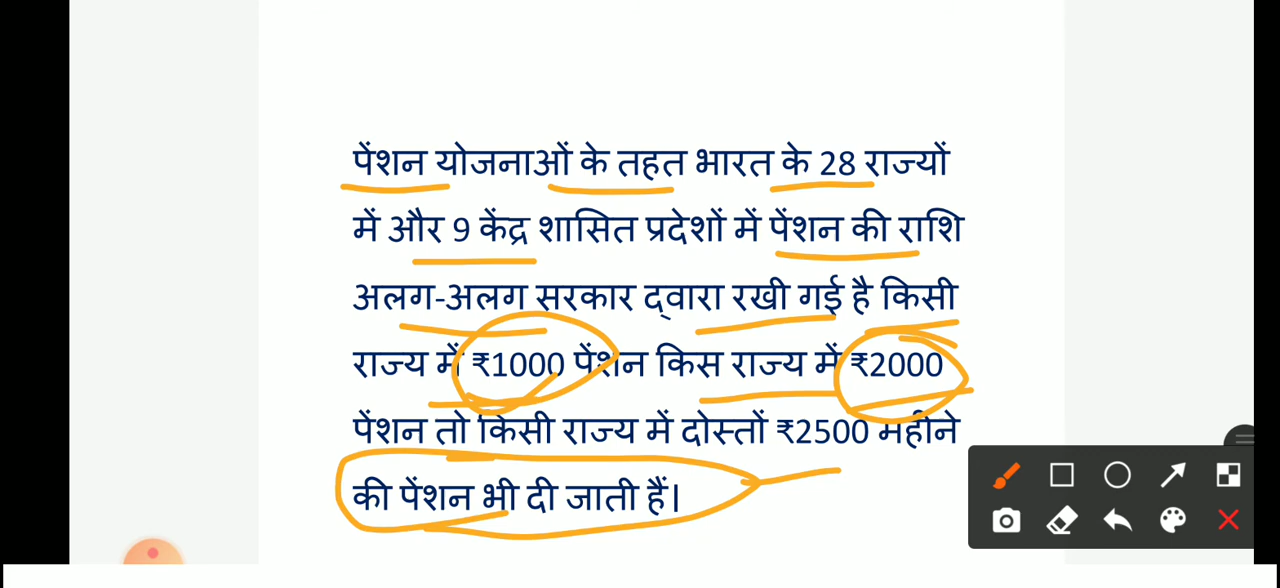 पेंशन योजनाओं के तहत भारत के 28 राज्यों
में और 9 केंद्र शासित प्रदेशों में पेंशन की राशि
अलग-अलग सरकार द्वारा रखी गई है किसी
राज्य में ₹1000 पेंशन किस राज्य में ₹2000
पेंशन तो किसी राज्य में दोस्तों ₹2500 महीने
की पेंशन भी दी जाती हैं।